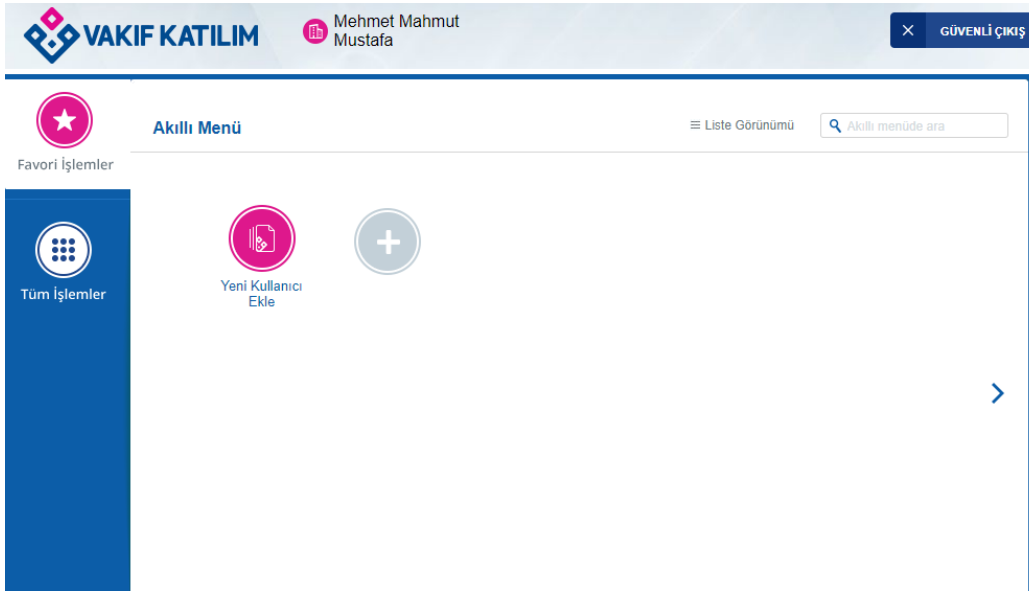 VAKIF KATILIM
Mehmet Mahmut
Mustafa
GÜVENLİ ÇIKIŞ
Favori İşlemler
Akıllı Menü
Liste Görünümü
Akıllı menüde ara
Tüm İşlemler
Yeni Kullanıcı
Ekle